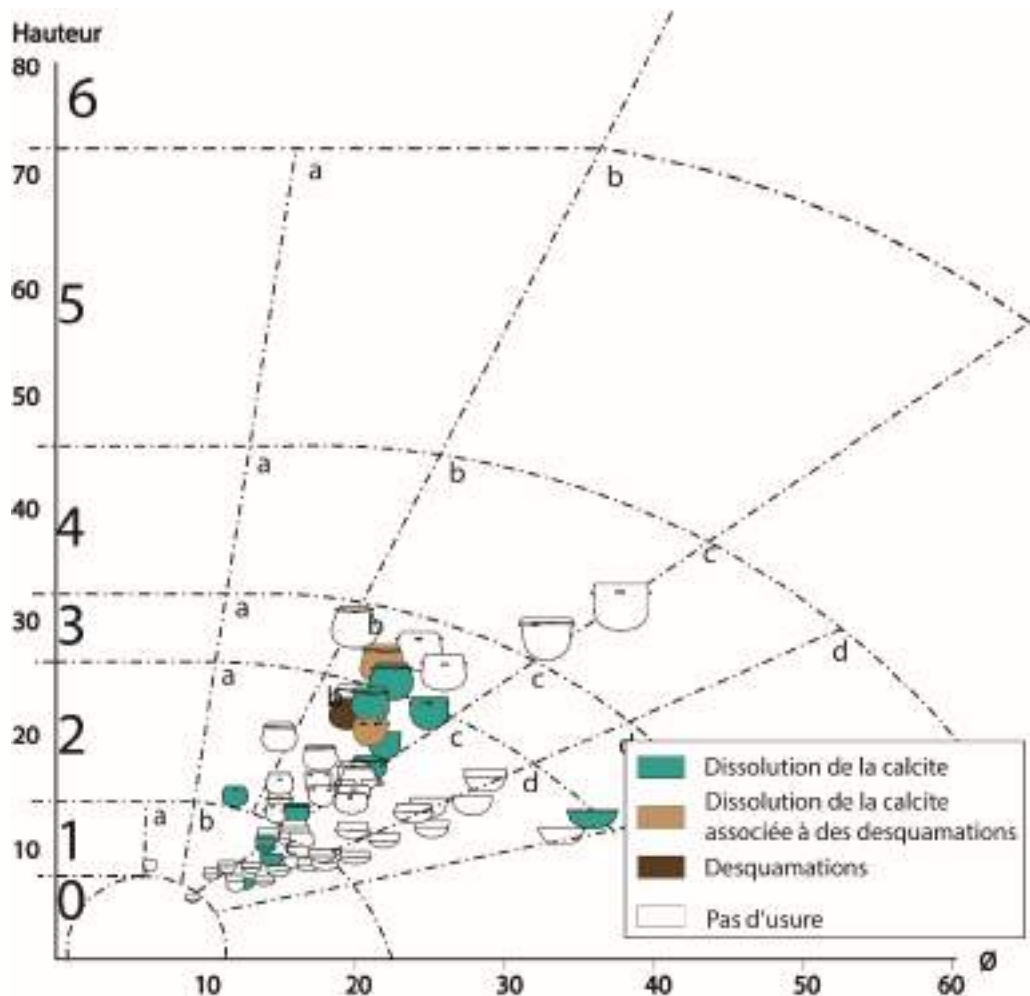 Hauteur
80
6
70
a
b
60
5
50
a
b
40
4
c
30
3
a
b
d
a
c
20
2
b
c
d
d
1
a
b
10
0
Dissolution de la calcite
Dissolution de la calcite
associée à des desquamations
Desquamations
Pas d'usure
10
20
30
40
50
60
Ø